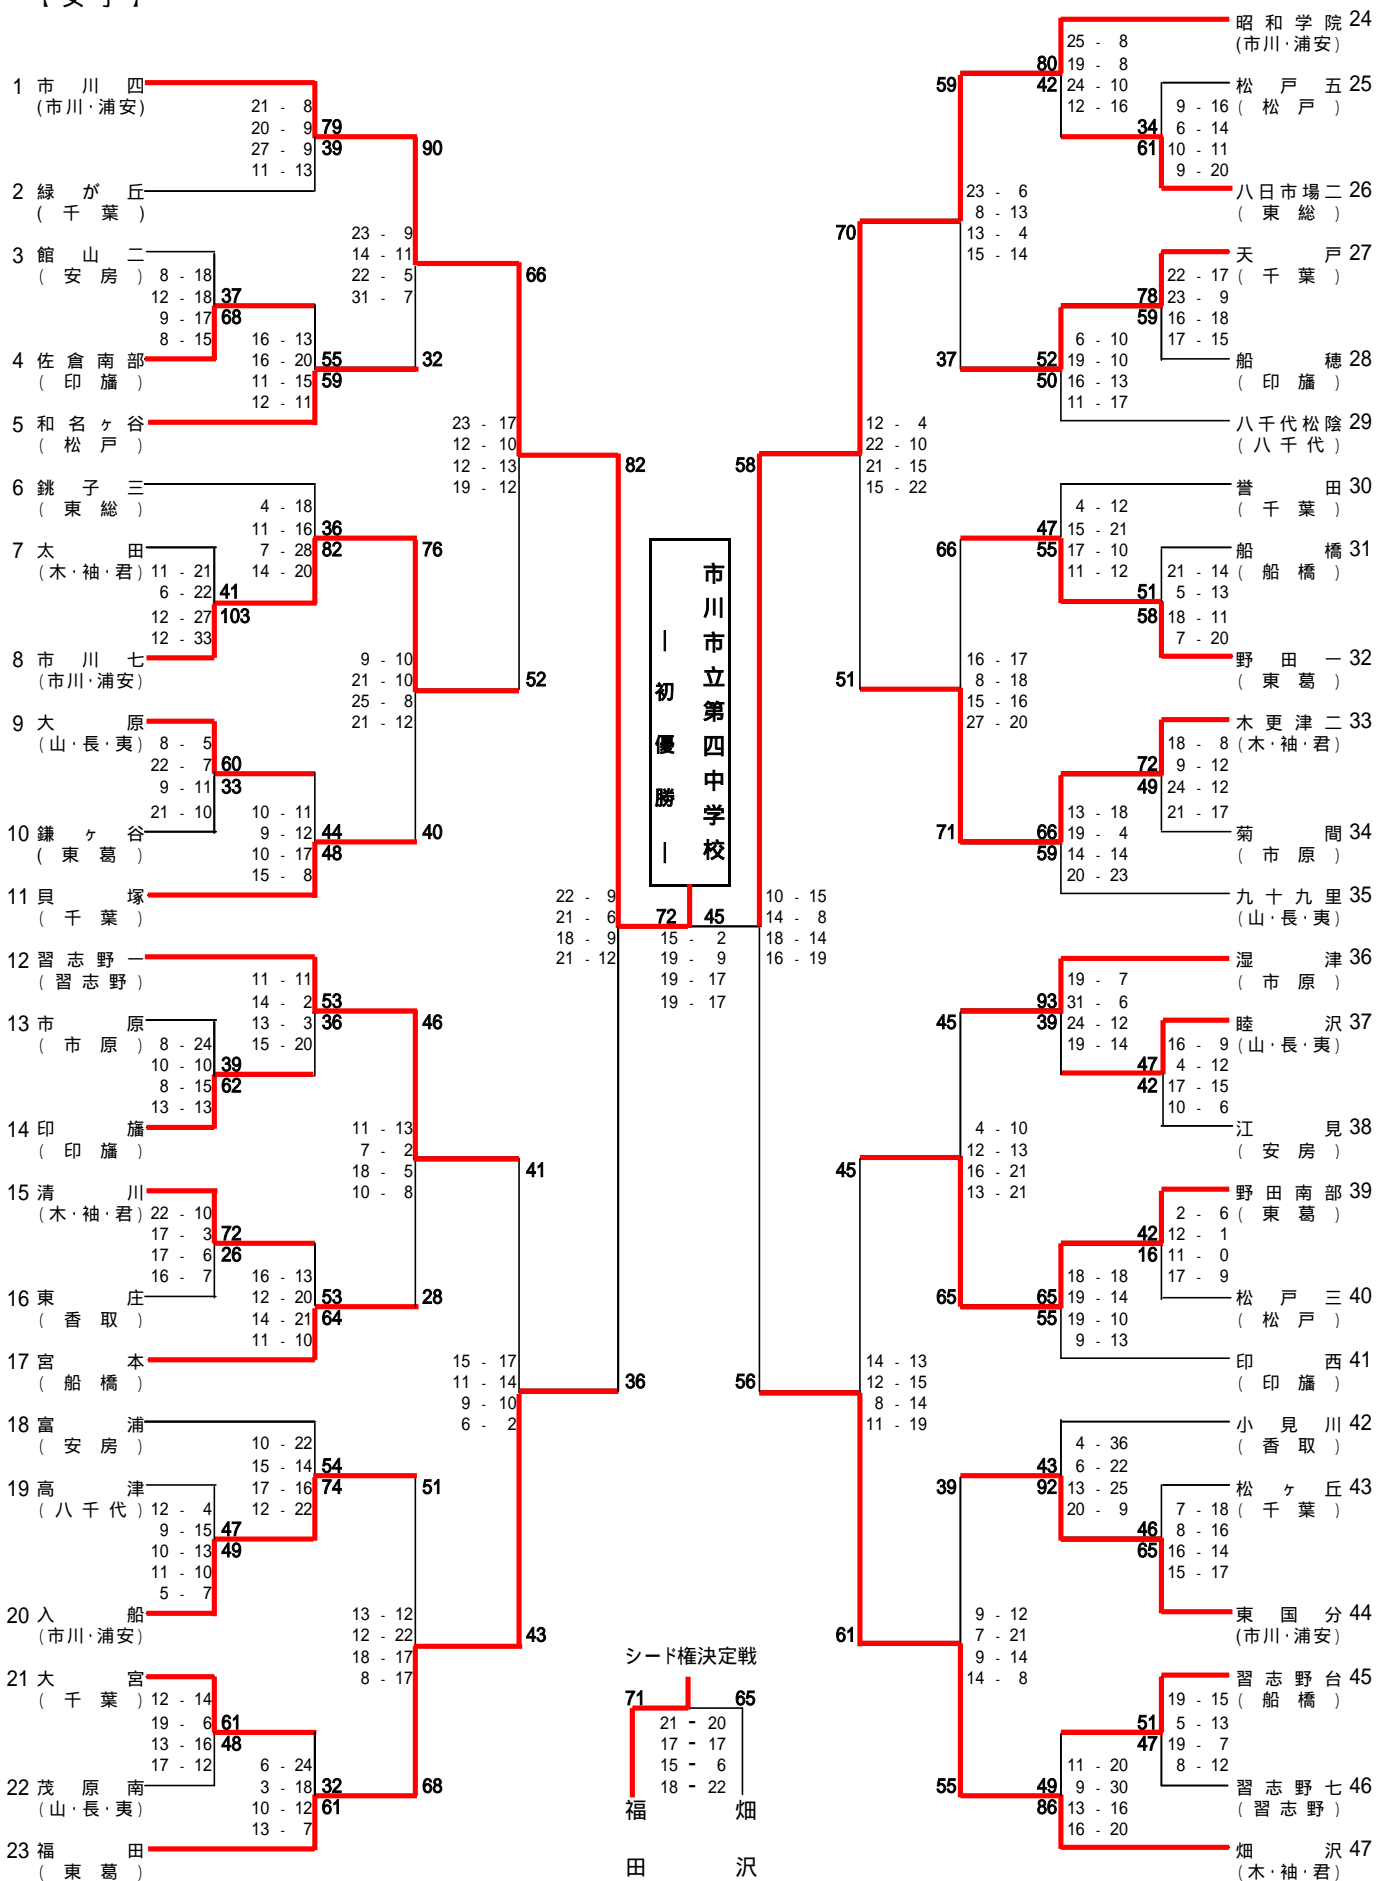 【 女 子 】
1 市川四
(市川・浦安)
21 - 8
20 - 9
27 - 9
11 - 13
79
39
2 緑が丘
(千葉)
90
3 館山二
(安房)
8 - 18
12 - 18
9 - 17
8 - 15
37
68
4 佐倉南部
(印旛)
16 - 13
16 - 20
11 - 15
12 - 11
55
59
5 和名ヶ谷
(松戸)
23 - 9
14 - 11
22 - 5
31 - 7
32
66
6 銚子三
(東総)
4 - 18
11 - 16
7 - 28
14 - 20
36
82
7 太田
(木・袖・君)
11 - 21
6 - 22
12 - 27
12 - 33
41
103
8 市川七
(市川・浦安)
76
23 - 17
12 - 10
12 - 13
19 - 12
9 - 10
21 - 10
25 - 8
21 - 12
52
82
9 大原
(山・長・夷)
8 - 5
22 - 7
9 - 11
21 - 10
60
33
10 鎌ヶ谷
(東葛)
10 - 11
9 - 12
10 - 17
15 - 8
44
48
40
11 貝塚
(千葉)
22 - 9
21 - 6
18 - 9
21 - 12
12 習志野一
(習志野)
11 - 11
14 - 2
13 - 3
15 - 20
53
36
13 市原
(市原)
8 - 24
10 - 10
8 - 15
13 - 13
39
62
14 印旛
(印旛)
46
11 - 13
7 - 2
18 - 5
10 - 8
41
15 清川
(木・袖・君)
22 - 10
17 - 3
17 - 6
16 - 7
72
26
16 東庄
(香取)
16 - 13
12 - 20
14 - 21
11 - 10
53
64
28
17 宮本
(船橋)
15 - 17
11 - 14
9 - 10
6 - 2
36
18 富浦
(安房)
10 - 22
15 - 14
17 - 16
12 - 22
54
74
51
19 高津
(八千代)
12 - 4
9 - 15
10 - 13
11 - 10
5 - 7
47
49
20 入船
(市川・浦安)
13 - 12
12 - 22
18 - 17
8 - 17
43
21 大宮
(千葉)
12 - 14
19 - 6
13 - 16
17 - 12
61
48
22 茂原南
(山・長・夷)
6 - 24
3 - 18
10 - 12
13 - 7
32
61
68
23 福田
(東葛)
市川市立第四中学校
― 初優勝 ―
72 45
15 - 2
19 - 9
19 - 17
19 - 17
シード権決定戦
71 65
21 - 20
17 - 17
15 - 6
18 - 22
福田
畑沢
昭和学院 24
(市川・浦安)
25 - 8
19 - 8
24 - 10
12 - 16
80
42
59
松戸五 25
(松戸)
9 - 16
6 - 14
10 - 11
9 - 20
34
61
八日市場二 26
(東総)
23 - 6
8 - 13
13 - 4
15 - 14
70
天戸 27
(千葉)
22 - 17
23 - 9
16 - 18
17 - 15
78
59
船穂 28
(印旛)
6 - 10
19 - 10
16 - 13
11 - 17
52
50
37
八千代松陰 29
(八千代)
12 - 4
22 - 10
21 - 15
15 - 22
58
誉田 30
(千葉)
4 - 12
15 - 21
17 - 10
11 - 12
47
55
66
船橋 31
(船橋)
21 - 14
5 - 13
18 - 11
7 - 20
51
58
野田一 32
(東葛)
16 - 17
8 - 18
15 - 16
27 - 20
51
木更津二 33
(木・袖・君)
18 - 8
9 - 12
24 - 12
21 - 17
72
49
菊間 34
(市原)
13 - 18
19 - 4
14 - 14
20 - 23
66
59
71
九十九里 35
(山・長・夷)
10 - 15
14 - 8
18 - 14
16 - 19
湿津 36
(市原)
19 - 7
31 - 6
24 - 12
19 - 14
93
39
45
睦沢 37
(山・長・夷)
16 - 9
4 - 12
17 - 15
10 - 6
47
42
江見 38
(安房)
4 - 10
12 - 13
16 - 21
13 - 21
45
野田南部 39
(東葛)
2 - 6
12 - 1
11 - 0
17 - 9
42
16
松戸三 40
(松戸)
18 - 18
19 - 14
19 - 10
9 - 13
65
55
65
印西 41
(印旛)
14 - 13
12 - 15
8 - 14
11 - 19
56
小見川 42
(香取)
4 - 36
6 - 22
13 - 25
20 - 9
43
92
39
松ヶ丘 43
(千葉)
7 - 18
8 - 16
16 - 14
15 - 17
46
65
東国分 44
(市川・浦安)
9 - 12
7 - 21
9 - 14
14 - 8
61
習志野台 45
(船橋)
19 - 15
5 - 13
19 - 7
8 - 12
51
47
習志野七 46
(習志野)
11 - 20
9 - 30
13 - 16
16 - 20
49
86
55
畑沢 47
(木・袖・君)